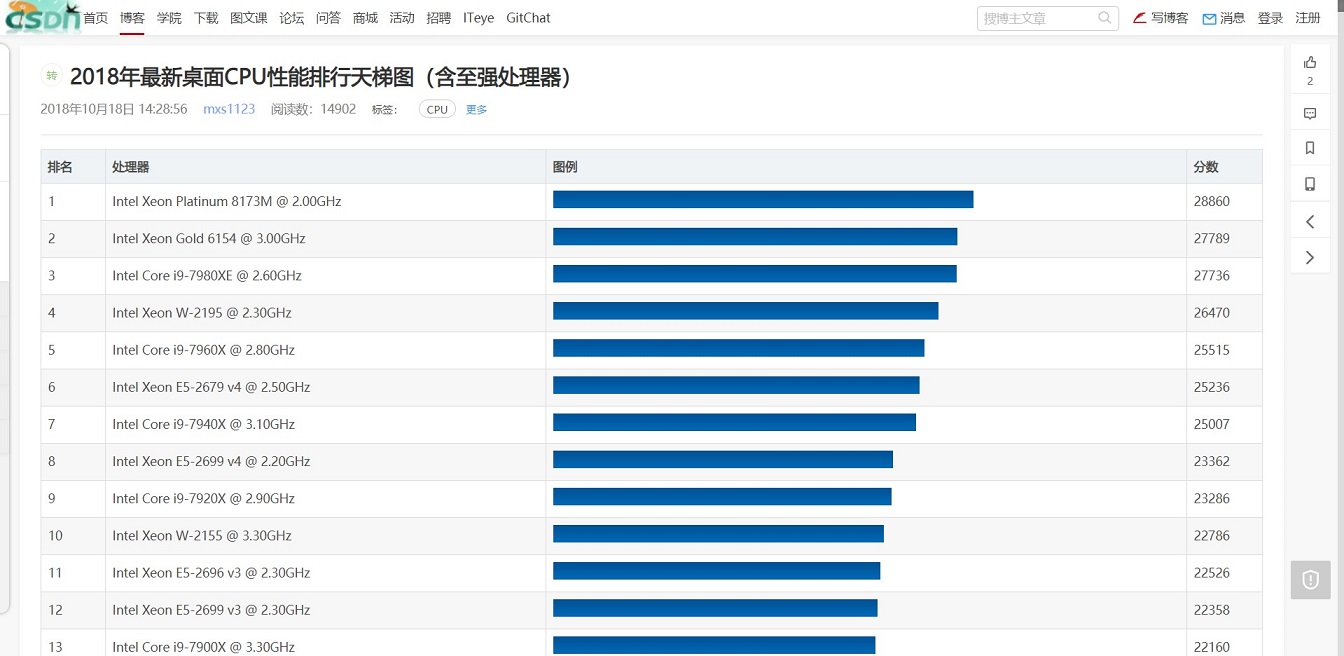 CSDN 首页 博客 学院 下载 图文课 论坛 问答 商城 活动 招聘 ITeye GitChat 搜博主文章 写博客 消息 登录 注册
转 2018年最新桌面CPU性能排行天梯图（含至强处理器）
2018年10月18日 14:28:56 mxs1123 阅读数：14902 标签： CPU 更多
2
排名 处理器 图例 分数
1 Intel Xeon Platinum 8173M @ 2.00GHz 28860
2 Intel Xeon Gold 6154 @ 3.00GHz 27789
3 Intel Core i9-7980XE @ 2.60GHz 27736
4 Intel Xeon W-2195 @ 2.30GHz 26470
5 Intel Core i9-7960X @ 2.80GHz 25515
6 Intel Xeon E5-2679 v4 @ 2.50GHz 25236
7 Intel Core i9-7940X @ 3.10GHz 25007
8 Intel Xeon E5-2699 v4 @ 2.20GHz 23362
9 Intel Core i9-7920X @ 2.90GHz 23286
10 Intel Xeon W-2155 @ 3.30GHz 22786
11 Intel Xeon E5-2696 v3 @ 2.30GHz 22526
12 Intel Xeon E5-2699 v3 @ 2.30GHz 22358
13 Intel Core i9-7900X @ 3.30GHz 22160